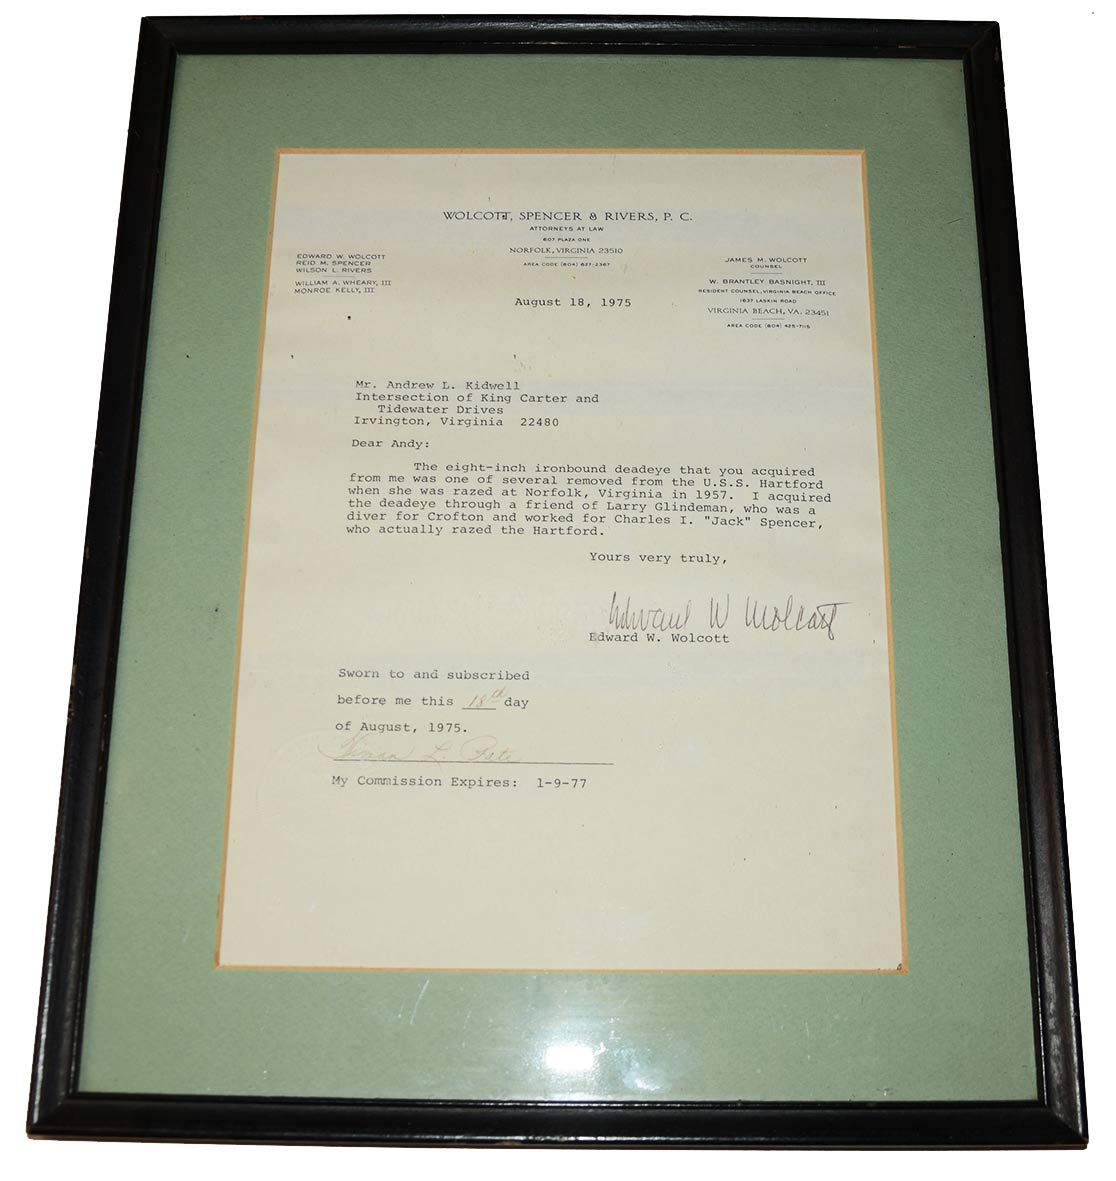 WOLCOTT, SPENCER & RIVERS, P. C.
ATTORNEYS AT LAW
607 PLAZA ONE
NORFOLK, VIRGINIA 23510
AREA CODE (804) 627-2367
EDWARD W. WOLCOTT
REID M. SPENCER
WILSON L. RIVERS
WILLIAM A. WHEARY, III
MONROE KELLY, III
JAMES M. WOLCOTT
COUNSEL
W. BRANTLEY BASNIGHT, III
RESIDENT COUNSEL, VIRGINIA BEACH OFFICE
1637 LASKIN ROAD
VIRGINIA BEACH, VA. 23451
AREA CODE (804) 425-7115
August 18, 1975
Mr. Andrew L. Kidwell
Intersection of King Carter and
Tidewater Drives
Irvington, Virginia 22480
Dear Andy:
The eight-inch ironbound deadeye that you acquired
from me was one of several removed from the U.S.S. Hartford
when she was razed at Norfolk, Virginia in 1957. I acquired
the deadeye through a friend of Larry Glindeman, who was a
diver for Crofton and worked for Charles I. "Jack" Spencer,
who actually razed the Hartford.
Yours very truly,
Edward W Wolcott
Edward W. Wolcott
Sworn to and subscribed
before me this 18th day
of August, 1975.
L. Pate
My Commission Expires: 1-9-77